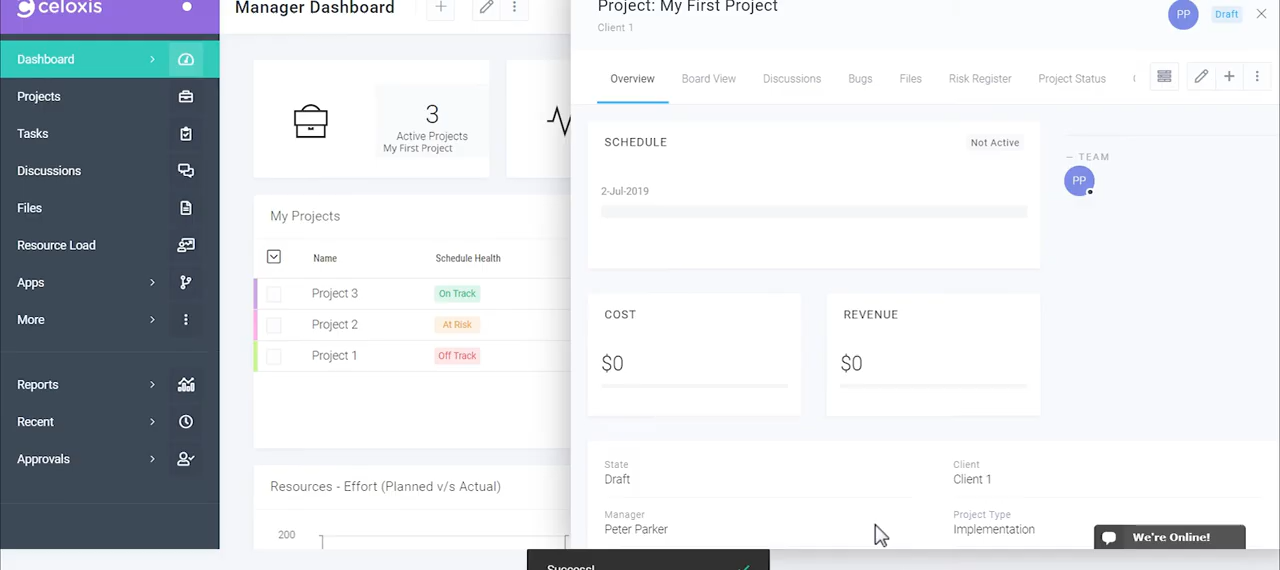 celoxis
Dashboard
Projects
Tasks
Discussions
Files
Resource Load
Apps
More
Reports
Recent
Approvals
Manager Dashboard
3
Active Projects
My First Project
My Projects
Name Schedule Health
Project 3 On Track
Project 2 At Risk
Project 1 Off Track
Resources - Effort (Planned v/s Actual)
200
Project: My First Project
Client 1
PP
Draft
Overview Board View Discussions Bugs Files Risk Register Project Status
SCHEDULE
Not Active
2-Jul-2019
TEAM
PP
COST
$0
REVENUE
$0
State
Draft
Client
Client 1
Manager
Peter Parker
Project Type
Implementation
We're Online!
Success!